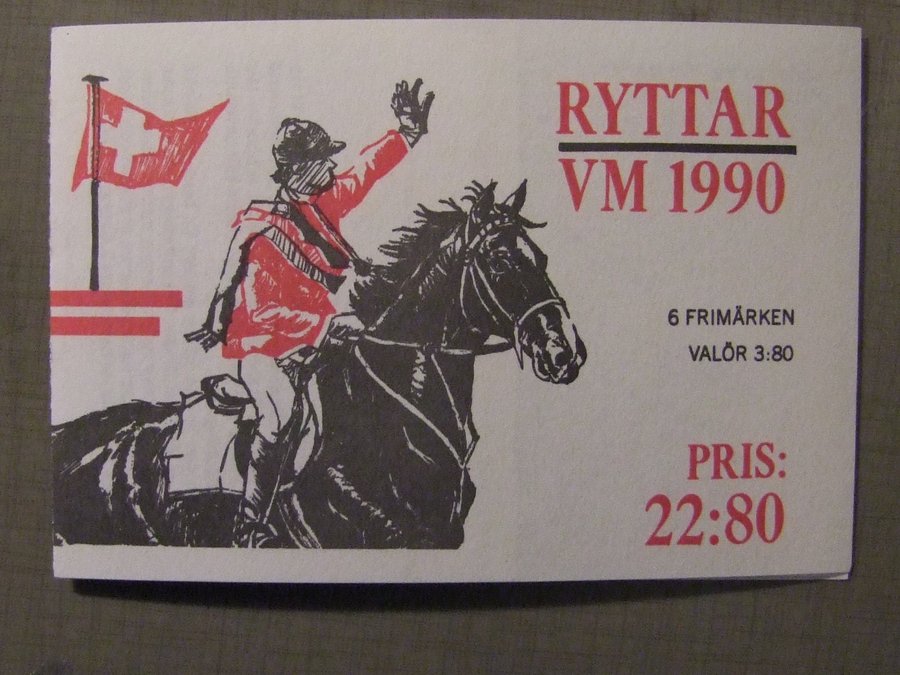 RYTTAR
VM 1990
6 FRIMÄRKEN
VALÖR 3:80
PRIS:
22:80